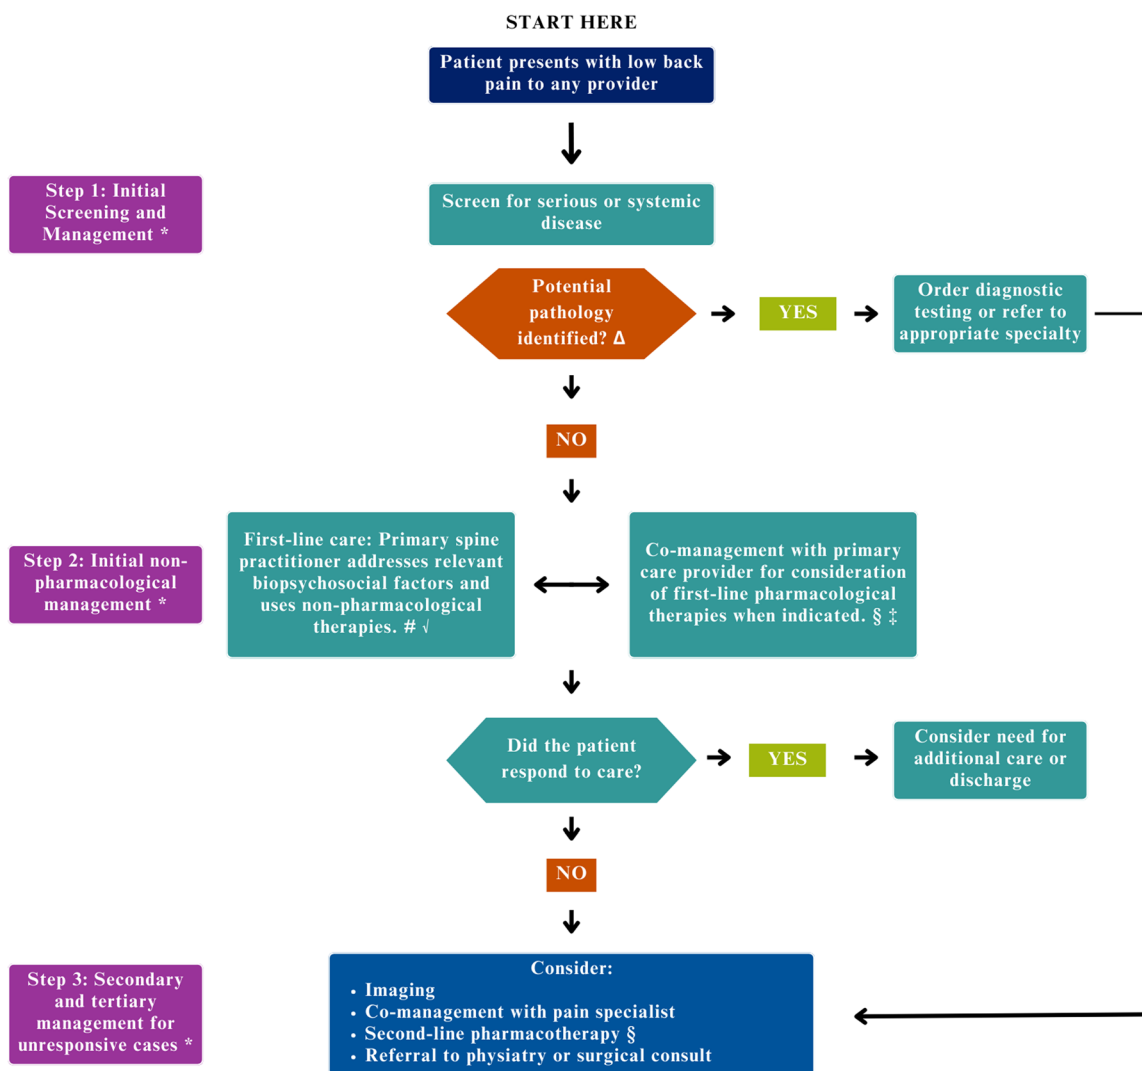 START HERE
Patient presents with low back
pain to any provider
Step 1: Initial
Screening and
Management *
Screen for serious or systemic
disease
Potential
pathology
identified? Δ
YES
Order diagnostic
testing or refer to
appropriate specialty
NO
Step 2: Initial non-
pharmacological
management *
First-line care: Primary spine
practitioner addresses relevant
biopsychosocial factors and
uses non-pharmacological
therapies. # √
Co-management with primary
care provider for consideration
of first-line pharmacological
therapies when indicated. § ‡
Did the patient
respond to care?
YES
Consider need for
additional care or
discharge
NO
Step 3: Secondary
and tertiary
management for
unresponsive cases *
Consider:
• Imaging
• Co-management with pain specialist
• Second-line pharmacotherapy §
• Referral to physiatry or surgical consult